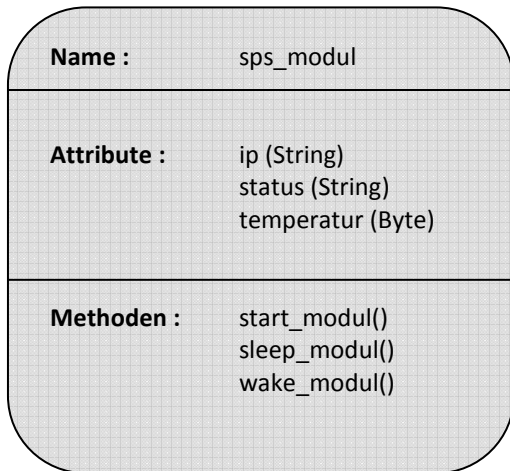 Name : sps_modul
Attribute : ip (String)
status (String)
temperatur (Byte)
Methoden : start_modul()
sleep_modul()
wake_modul()